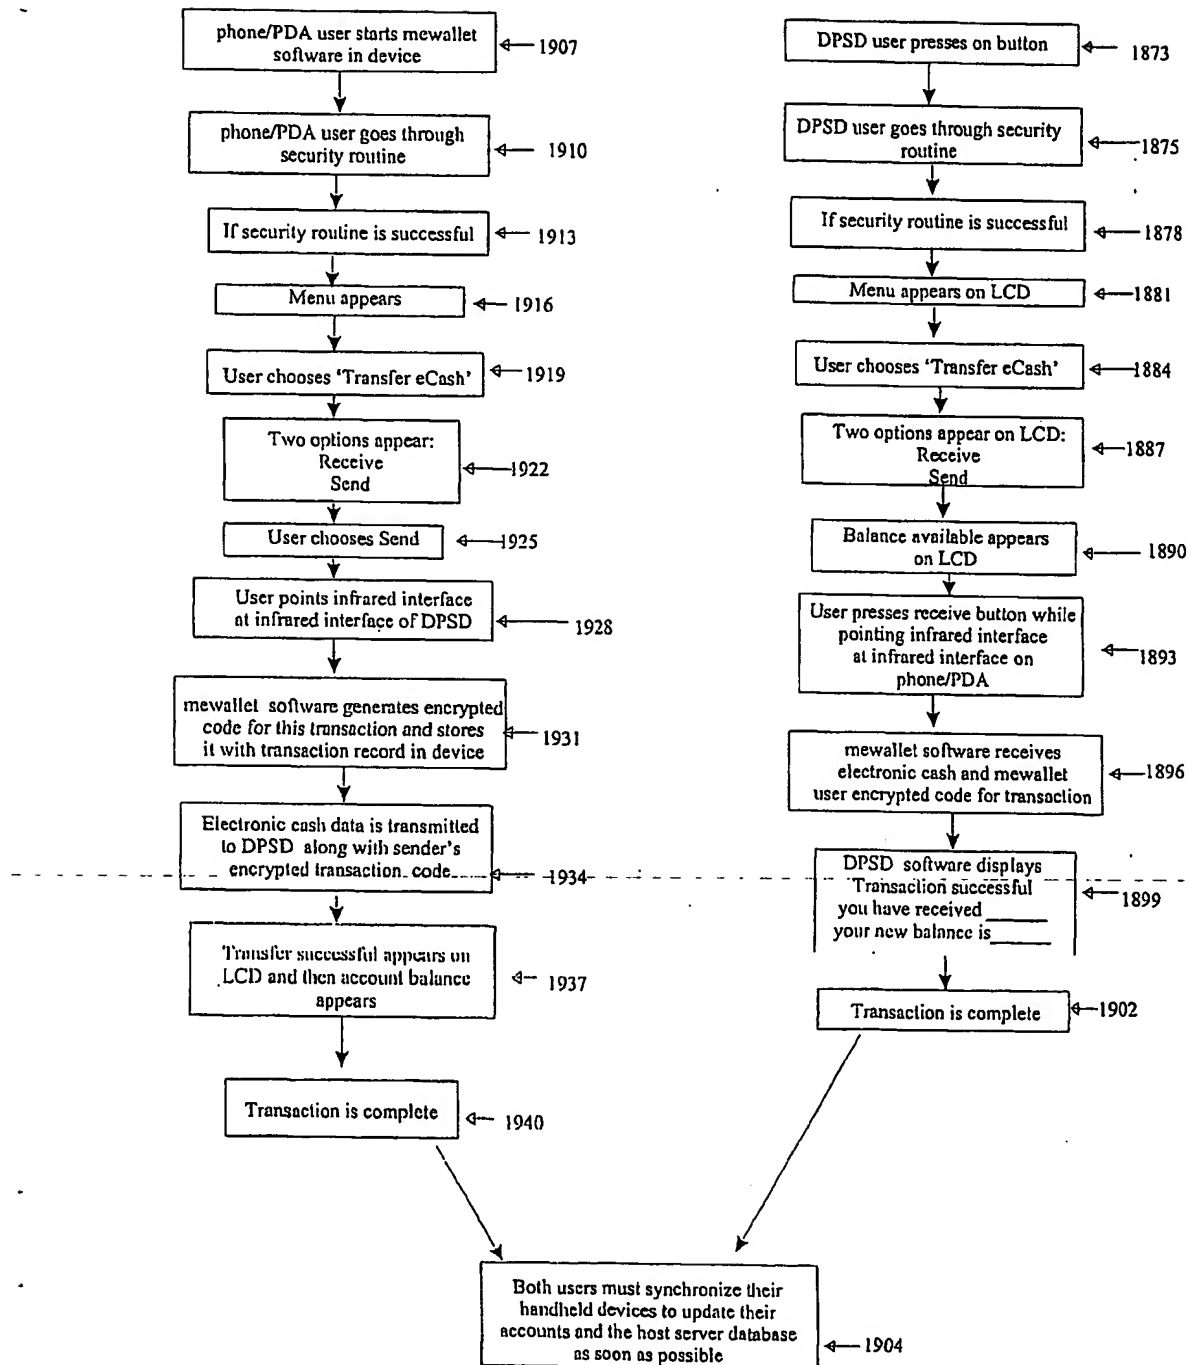 phone/PDA user starts mewallet
software in device
1907
phone/PDA user goes through
security routine
1910
If security routine is successful
1913
Menu appears
1916
User chooses ‘Transfer eCash’
1919
Two options appear:
Receive
Send
1922
User chooses Send
1925
User points infrared interface
at infrared interface of DPSD
1928
mewallet software generates encrypted
code for this transaction and stores
it with transaction record in device
1931
Electronic cash data is transmitted
to DPSD along with sender's
encrypted transaction code
1934
Transfer successful appears on
LCD and then account balance
appears
1937
Transaction is complete
1940
DPSD user presses on button
1873
DPSD user goes through security
routine
1875
If security routine is successful
1878
Menu appears on LCD
1881
User chooses ‘Transfer eCash’
1884
Two options appear on LCD:
Receive
Send
1887
Balance available appears
on LCD
1890
User presses receive button while
pointing infrared interface
at infrared interface on
phone/PDA
1893
mewallet software receives
electronic cash and mewallet
user encrypted code for transaction
1896
DPSD software displays
Transaction successful
you have received ______
your new balance is ______
1899
Transaction is complete
1902
Both users must synchronize their
handheld devices to update their
accounts and the host server database
as soon as possible
1904